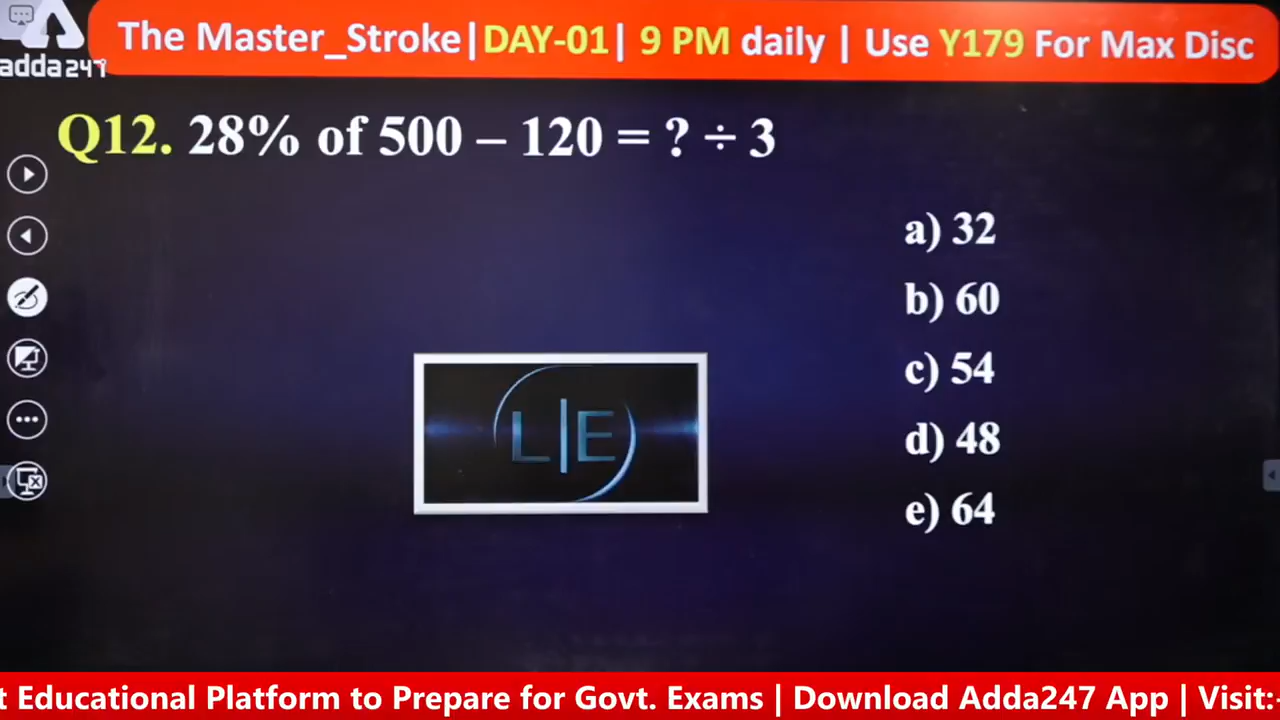 The Master_Stroke|DAY-01| 9 PM daily | Use Y179 For Max Disc
adda247
Q12. 28% of 500 – 120 = ? ÷ 3
a) 32
b) 60
c) 54
d) 48
e) 64
L|E
t Educational Platform to Prepare for Govt. Exams | Download Adda247 App | Visit: